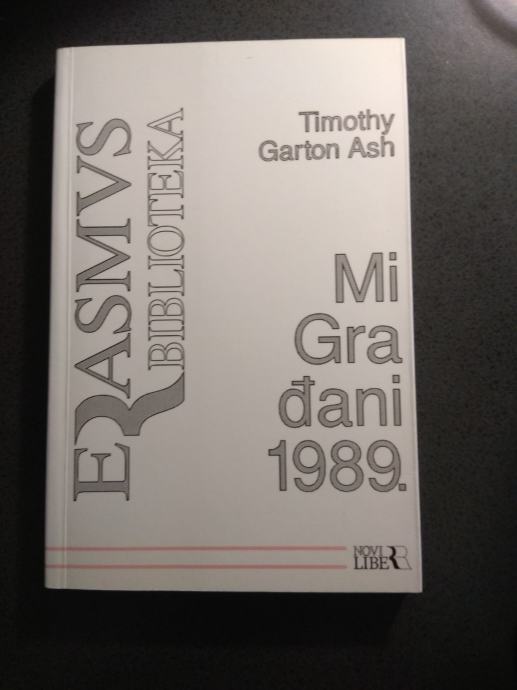 Timothy
Garton Ash
ERASMVS
BIBLIOTEKA
Mi
Gra
đani
1989.
NOVI
LIBER